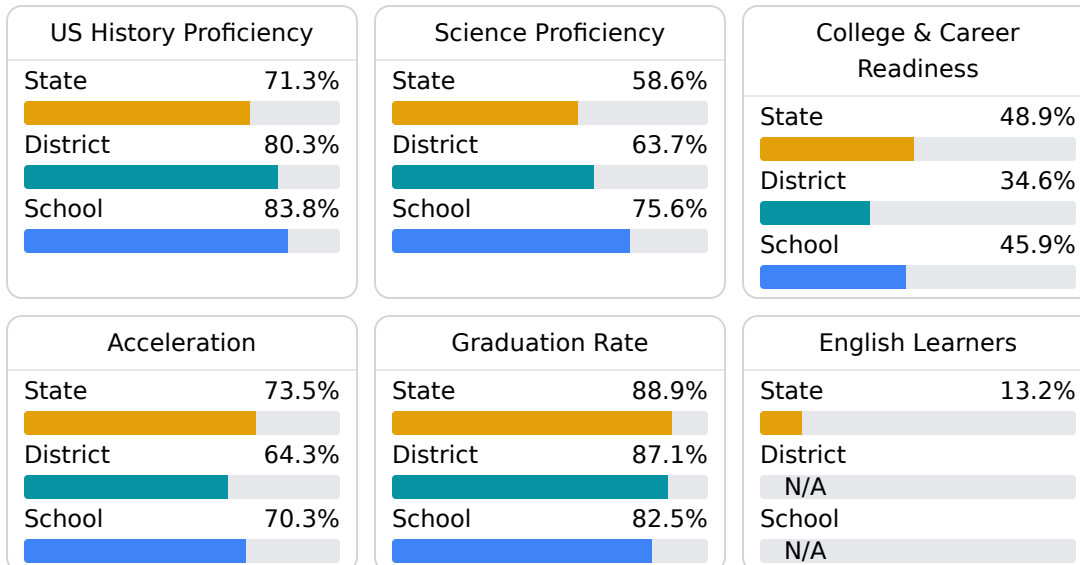 US History Proficiency
State 71.3%
District 80.3%
School 83.8%
Science Proficiency
State 58.6%
District 63.7%
School 75.6%
College & Career
Readiness
State 48.9%
District 34.6%
School 45.9%
Acceleration
State 73.5%
District 64.3%
School 70.3%
Graduation Rate
State 88.9%
District 87.1%
School 82.5%
English Learners
State 13.2%
District
N/A
School
N/A